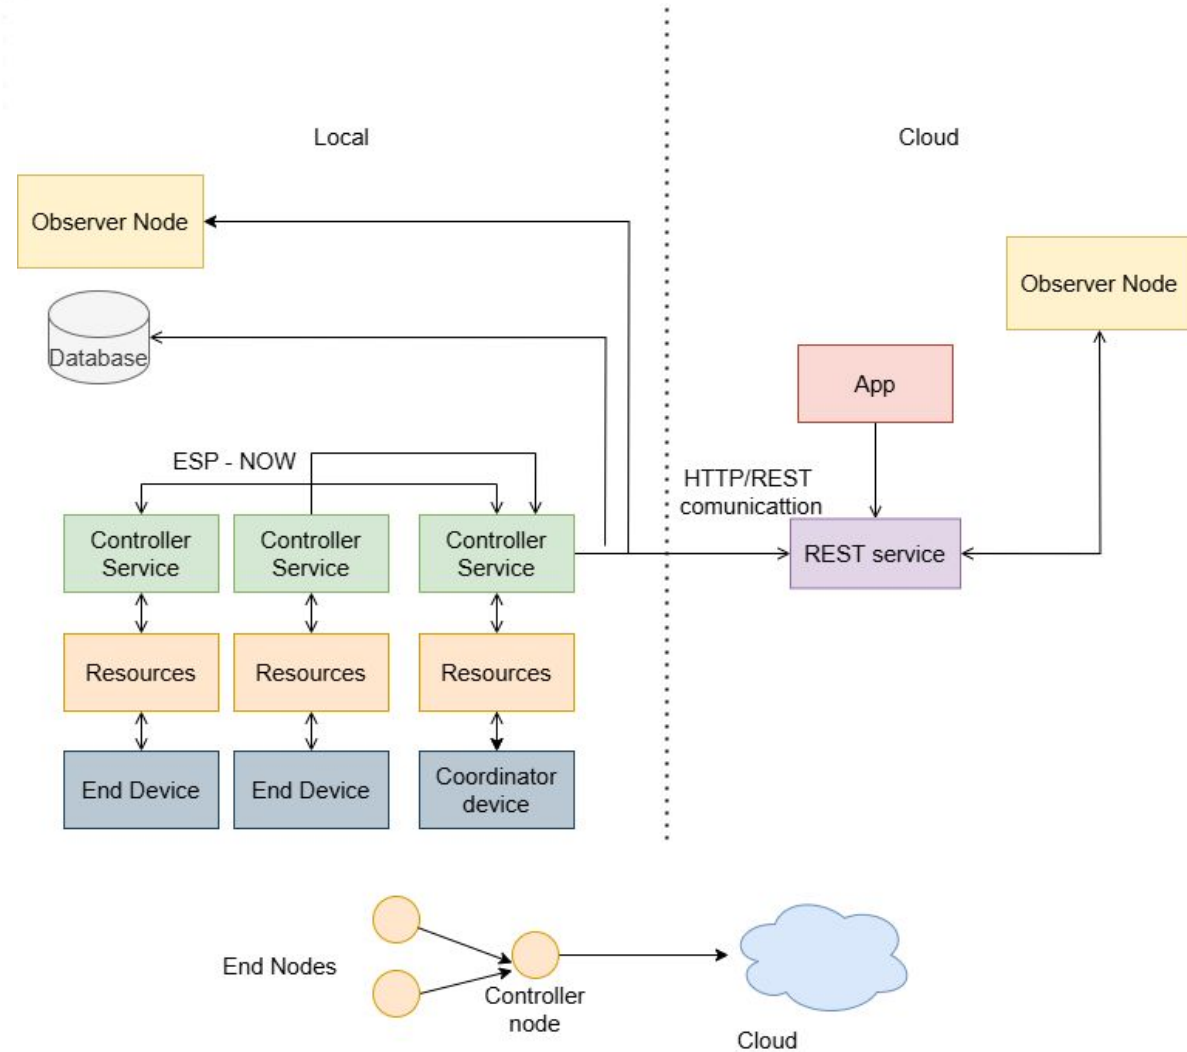 Local
Cloud
Observer Node
Observer Node
Database
App
ESP - NOW
HTTP/REST
comunicattion
Controller
Service
Controller
Service
Controller
Service
REST service
Resources
Resources
Resources
End Device
End Device
Coordinator
device
End Nodes
Controller
node
Cloud